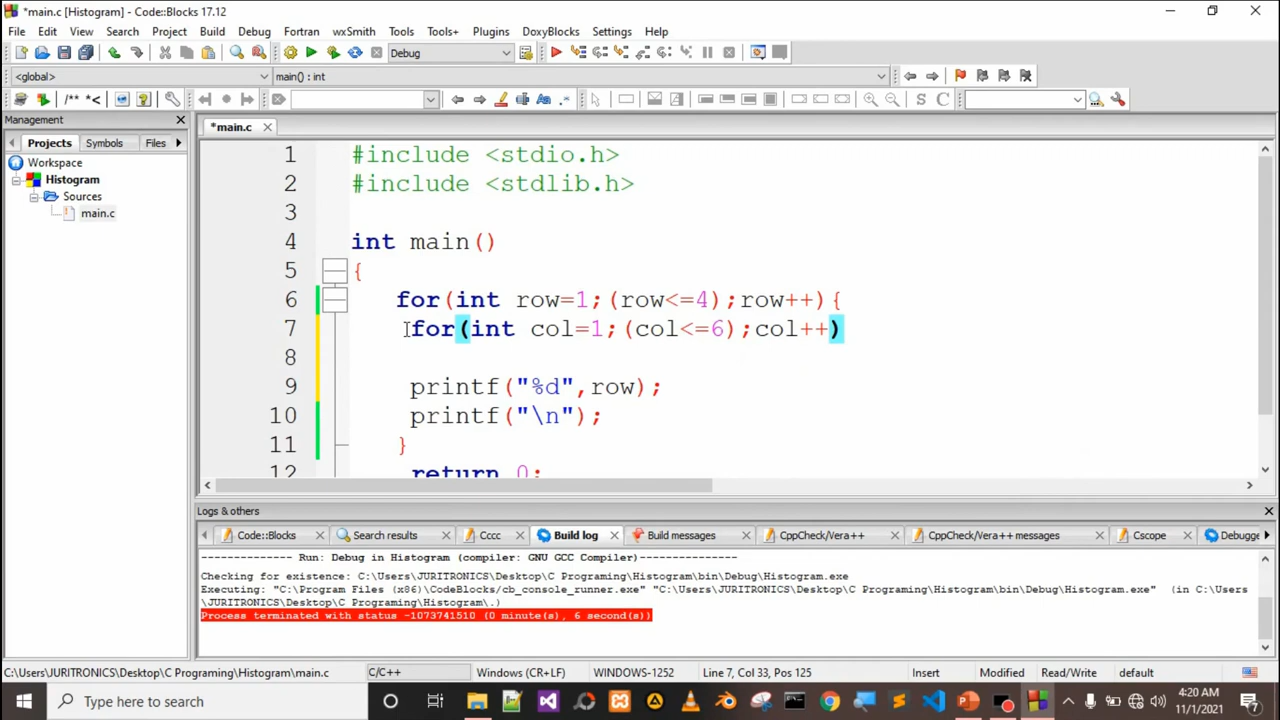 *main.c [Histogram] - Code::Blocks 17.12
File Edit View Search Project Build Debug Fortran wxSmith Tools Tools+ Plugins DoxyBlocks Settings Help
Debug
<global> main() : int
/** *<
Aa .* S C
Management
*main.c
Projects Symbols Files
Workspace
Histogram
Sources
main.c
1 #include <stdio.h>
2 #include <stdlib.h>
3
4 int main()
5 {
6 for(int row=1;(row<=4);row++){
7 for(int col=1;(col<=6);col++)
8
9 printf("%d",row);
10 printf("\n");
11 }
12 return 0;
Logs & others
Code::Blocks Search results Cccc Build log Build messages CppCheck/Vera++ CppCheck/Vera++ messages Cscope Debugge
-------------- Run: Debug in Histogram (compiler: GNU GCC Compiler)---------------
Checking for existence: C:\Users\JURITRONICS\Desktop\C Programing\Histogram\bin\Debug\Histogram.exe
Executing: "C:\Program Files (x86)\CodeBlocks/cb_console_runner.exe" "C:\Users\JURITRONICS\Desktop\C Programing\Histogram\bin\Debug\Histogram.exe" (in C:\Users
\JURITRONICS\Desktop\C Programing\Histogram\.)
Process terminated with status -1073741510 (0 minute(s), 6 second(s))
C:\Users\JURITRONICS\Desktop\C Programing\Histogram\main.c C/C++ Windows (CR+LF) WINDOWS-1252 Line 7, Col 33, Pos 125 Insert Modified Read/Write default
Type here to search
4:20 AM
11/1/2021
7